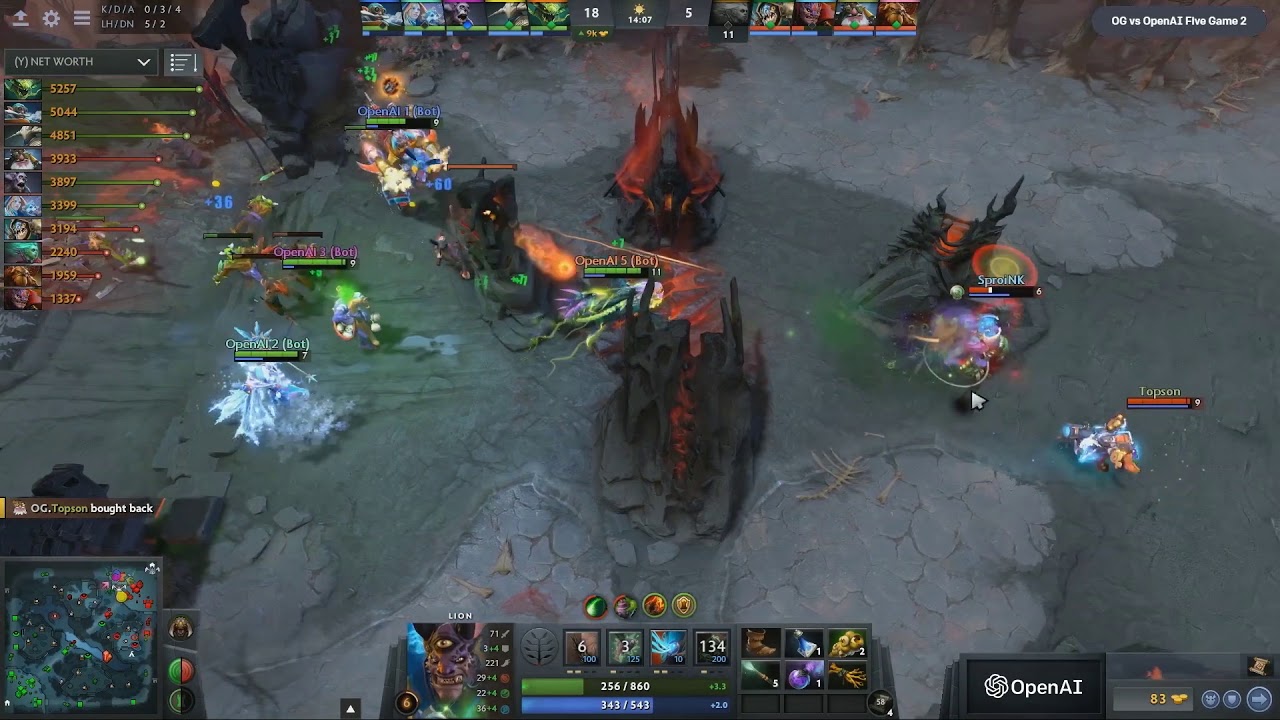 K/D/A 0 / 3 / 4
LH/DN 5 / 2
18
14:07
5
9k
11
OG vs OpenAI Five Game 2
(Y) NET WORTH
5257
5044
4851
3933
3897
3399
3194
2240
1959
1337
OpenAI 1 (Bot)
9
+60
+36
OpenAI 3 (Bot)
9
+7
OpenAI 5 (Bot)
11
SproiNK
6
OpenAI 2 (Bot)
7
Topson
9
OG.Topson bought back
LION
71
3+4
221
29+4
22+4
36+4
6
6
100
3
125
10
134
200
256 / 860
+3.3
343 / 543
+2.0
1
2
5
1
58
4
OpenAI
83